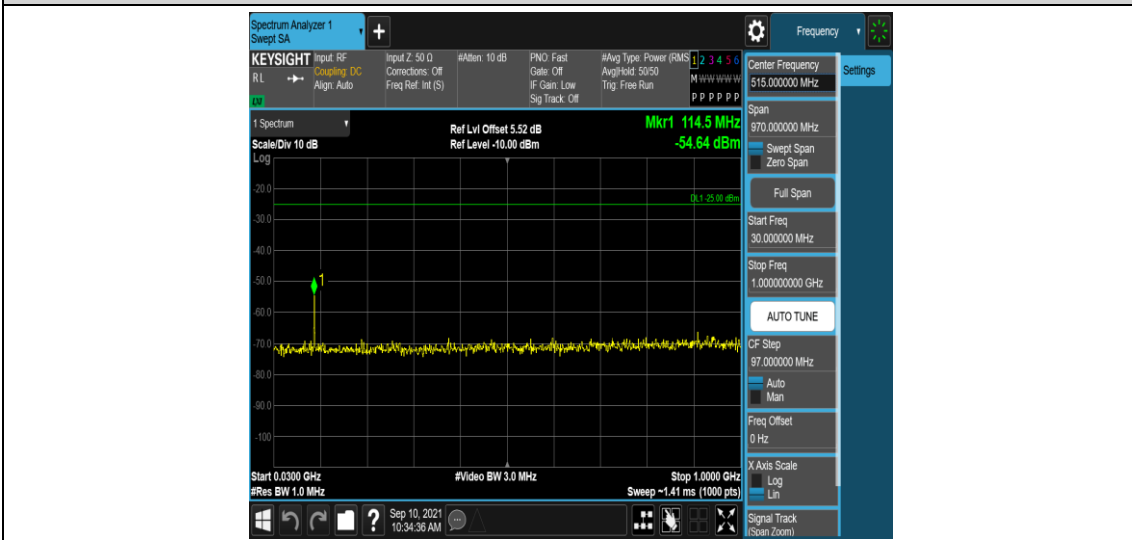 Spectrum Analyzer 1
Swept SA
+
Frequency
KEYSIGHT
RL
LXI
Input: RF
Coupling: DC
Align: Auto
Input Z: 50 Ω
Corrections: Off
Freq Ref: Int (S)
#Atten: 10 dB
PNO: Fast
Gate: Off
IF Gain: Low
Sig Track: Off
#Avg Type: Power (RMS
Avg|Hold: 50/50
Trig: Free Run
1 2 3 4 5 6
M W W W W W
P P P P P P
Center Frequency
515.000000 MHz
Settings
1 Spectrum
Scale/Div 10 dB
Ref Lvl Offset 5.52 dB
Ref Level -10.00 dBm
Mkr1 114.5 MHz
-54.64 dBm
Span
970.000000 MHz
Swept Span
Zero Span
Full Span
Start Freq
30.000000 MHz
Stop Freq
1.000000000 GHz
AUTO TUNE
CF Step
97.000000 MHz
Auto
Man
Freq Offset
0 Hz
X Axis Scale
Log
Lin
Signal Track
(Span Zoom)
Log
-20.0
DL1 -25.00 dBm
-30.0
-40.0
-50.0
1
-60.0
-70.0
-80.0
-90.0
-100
Start 0.0300 GHz
#Res BW 1.0 MHz
#Video BW 3.0 MHz
Stop 1.0000 GHz
Sweep ~1.41 ms (1000 pts)
?
Sep 10, 2021
10:34:36 AM